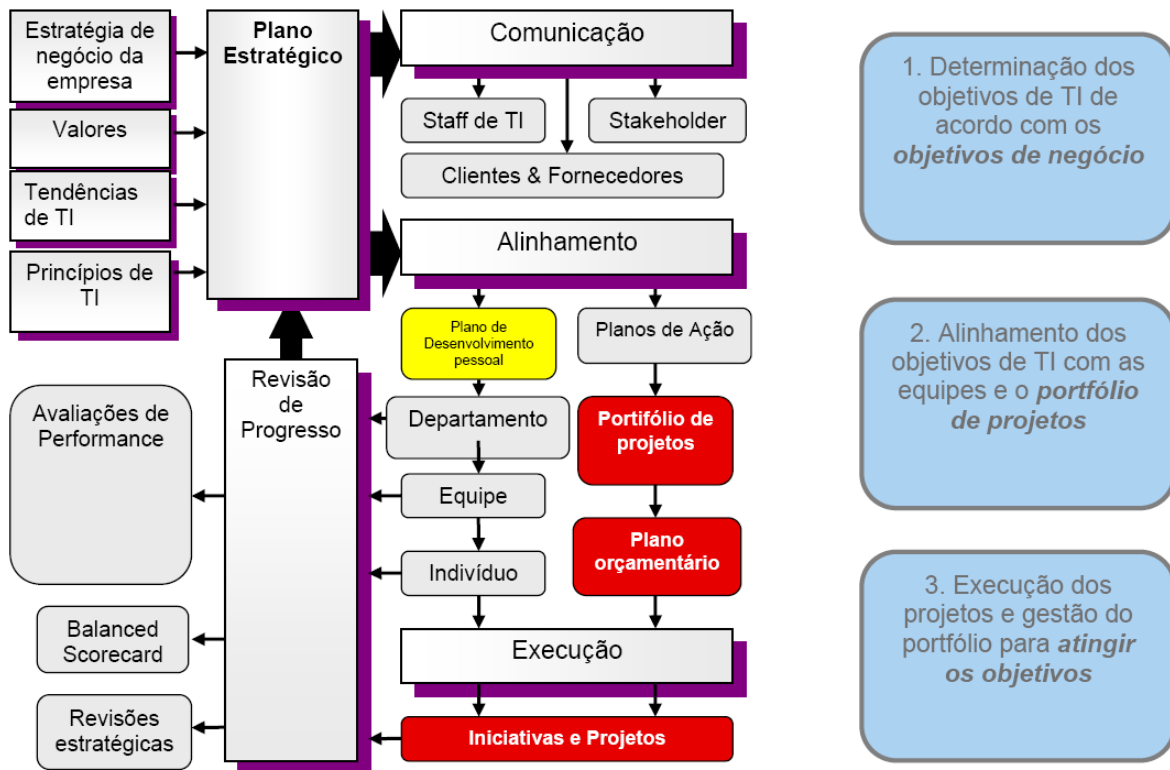 Estratégia de
negócio da
empresa
Valores
Tendências
de TI
Princípios de
TI
Plano
Estratégico
Comunicação
Staff de TI
Stakeholder
Clientes & Fornecedores
Alinhamento
Plano de
Desenvolvimento
pessoal
Planos de Ação
Departamento
Portifólio de
projetos
Equipe
Plano
orçamentário
Indivíduo
Execução
Iniciativas e Projetos
Revisão
de
Progresso
Avaliações de
Performance
Balanced
Scorecard
Revisões
estratégicas
1. Determinação dos
objetivos de TI de
acordo com os
objetivos de negócio
2. Alinhamento dos
objetivos de TI com as
equipes e o portfólio
de projetos
3. Execução dos
projetos e gestão do
portfólio para atingir
os objetivos